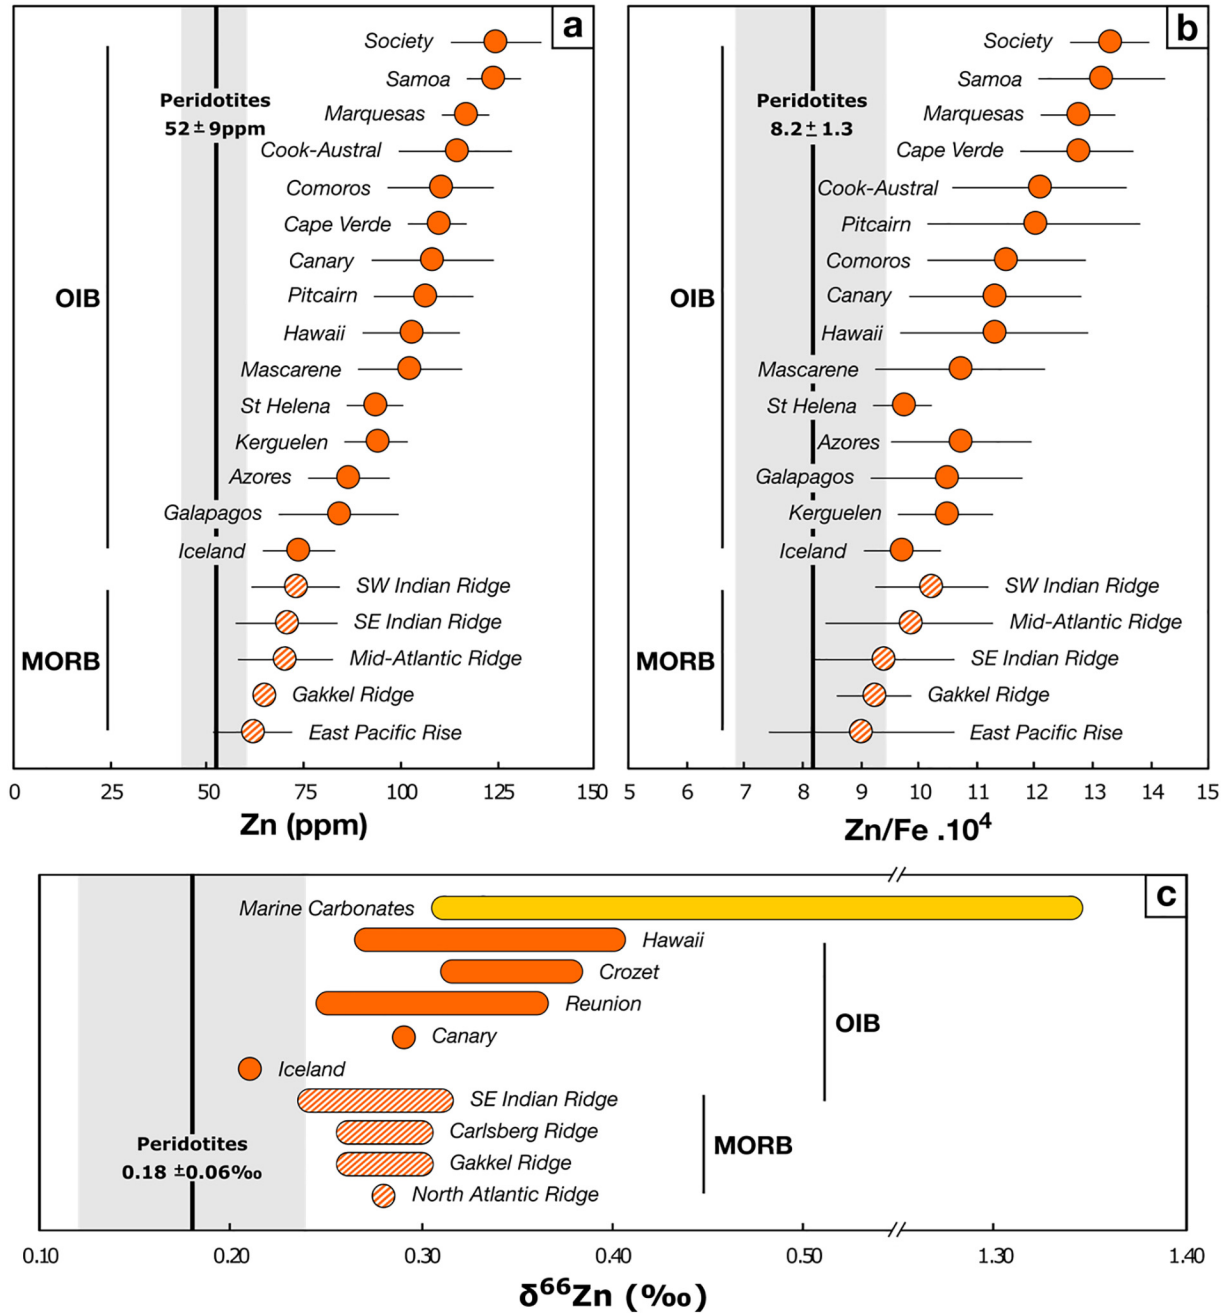 a
Society
Samoa
Peridotites
52 ± 9ppm
Marquesas
Cook-Austral
Comoros
Cape Verde
Canary
OIB
Pitcairn
Hawaii
Mascarene
St Helena
Kerguelen
Azores
Galapagos
Iceland
SW Indian Ridge
SE Indian Ridge
MORB
Mid-Atlantic Ridge
Gakkel Ridge
East Pacific Rise
0 25 50 75 100 125 150
Zn (ppm)
b
Society
Samoa
Peridotites
8.2 ± 1.3
Marquesas
Cape Verde
Cook-Austral
Pitcairn
Comoros
OIB
Canary
Hawaii
Mascarene
St Helena
Azores
Galapagos
Kerguelen
Iceland
SW Indian Ridge
Mid-Atlantic Ridge
MORB
SE Indian Ridge
Gakkel Ridge
East Pacific Rise
5 6 7 8 9 10 11 12 13 14 15
Zn/Fe .10⁴
c
Marine Carbonates
Hawaii
Crozet
Reunion
OIB
Canary
Iceland
SE Indian Ridge
Carlsberg Ridge
MORB
Peridotites
0.18 ±0.06‰
Gakkel Ridge
North Atlantic Ridge
0.10 0.20 0.30 0.40 0.50 1.30 1.40
δ⁶⁶Zn (‰)